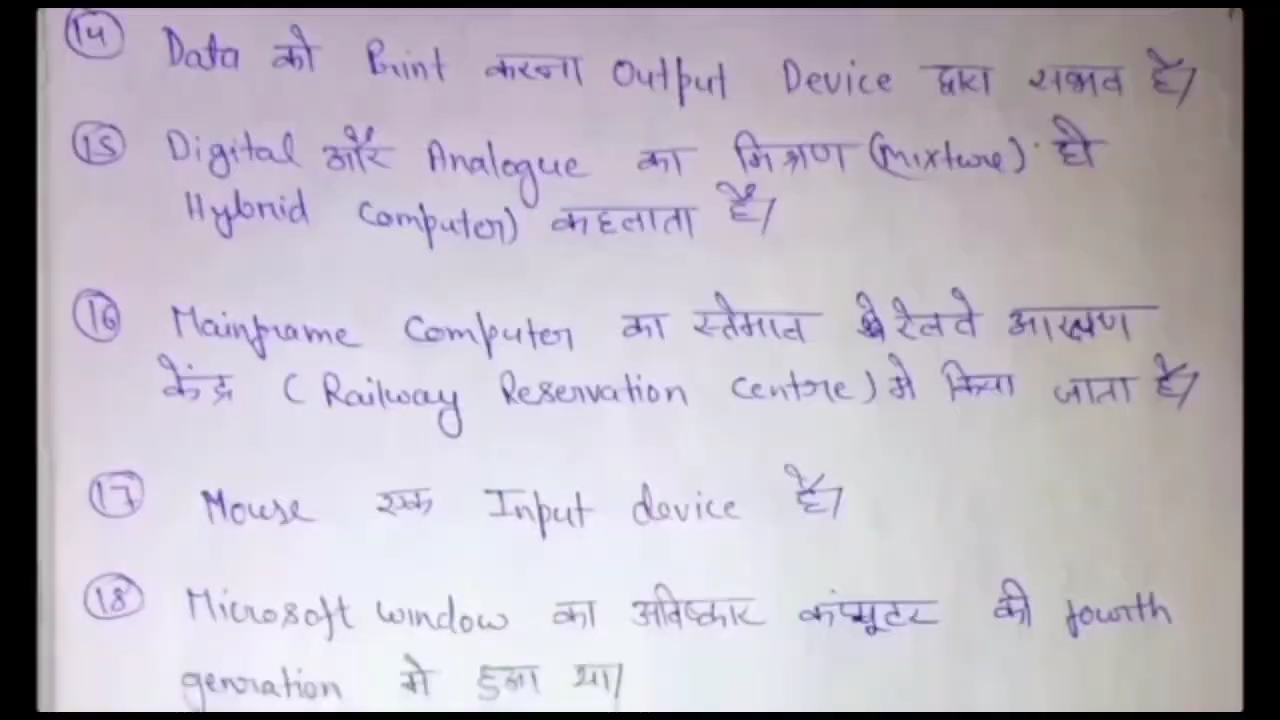 14 Data को Print करना Output Device द्वारा सम्भव है।
15 Digital और Analogue का मिश्रण (Mixture) ही
Hybrid Computer) कहलाता है।
16 Mainframe Computer का स्तेमाल रेलवे आरक्षण
केंद्र (Railway Reservation Centre) मे किया जाता है।
17 Mouse एक Input device है।
18 Microsoft window का अविष्कार कंप्यूटर की fourth
genration मे हुआ था।